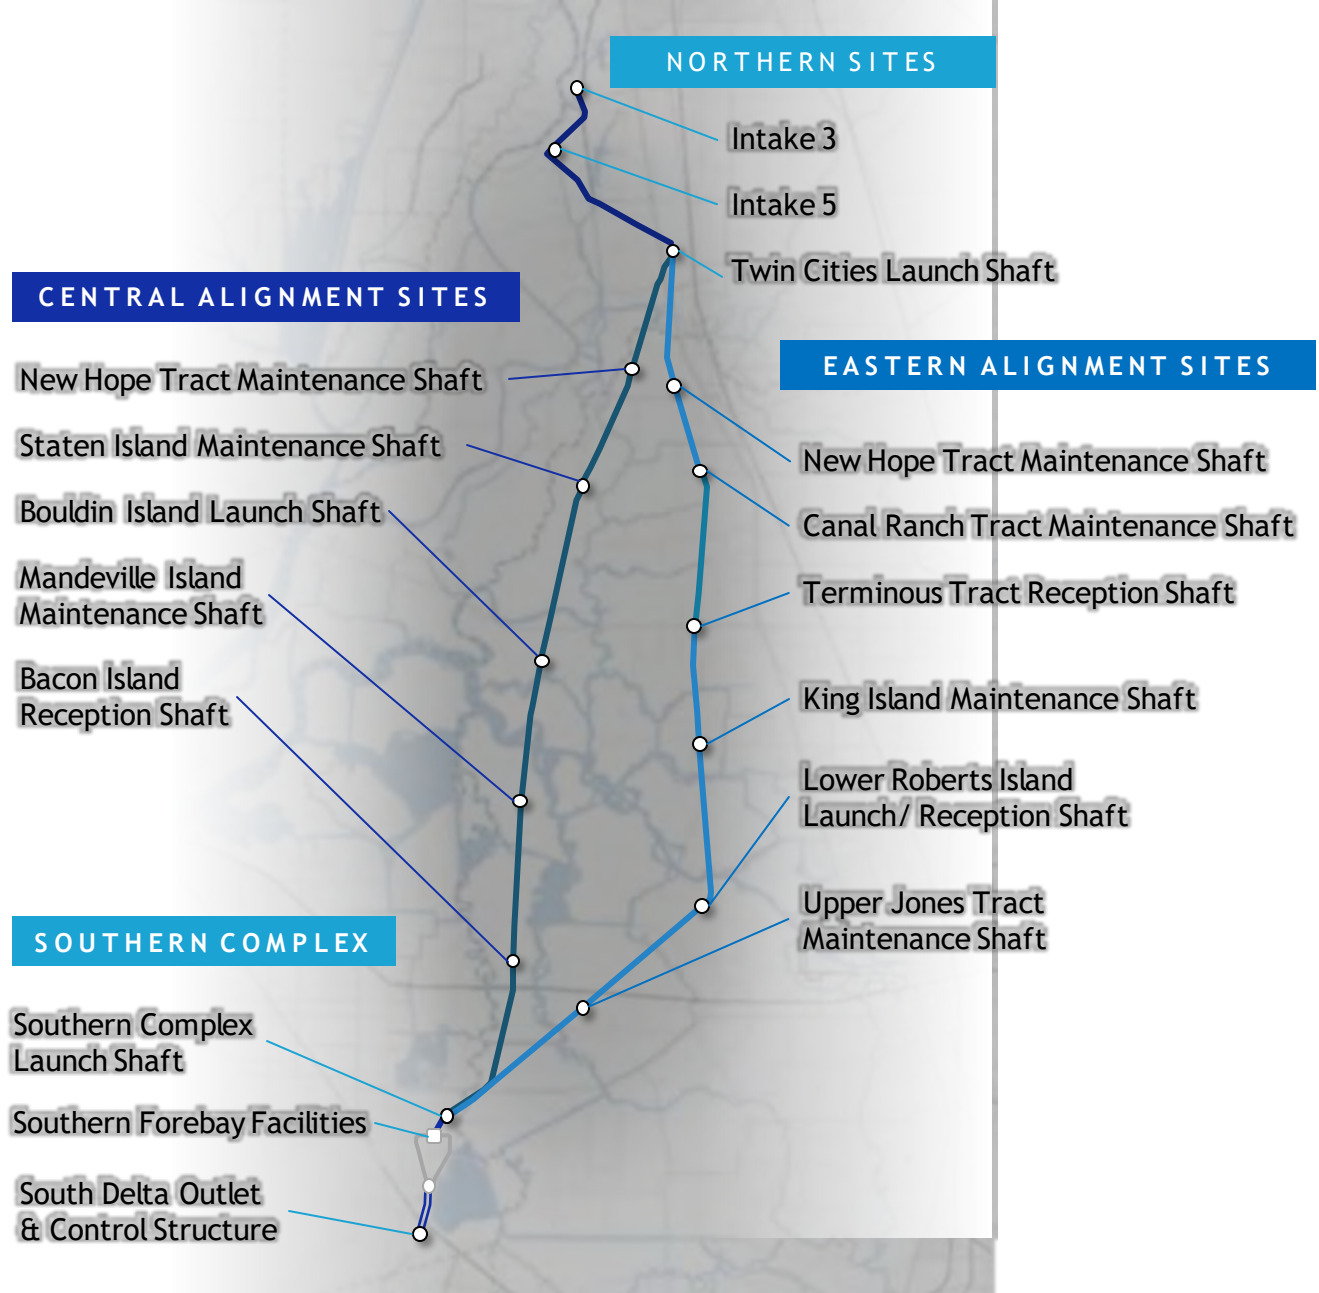 NORTHERN SITES
Intake 3
Intake 5
Twin Cities Launch Shaft
CENTRAL ALIGNMENT SITES
New Hope Tract Maintenance Shaft
Staten Island Maintenance Shaft
Bouldin Island Launch Shaft
Mandeville Island
Maintenance Shaft
Bacon Island
Reception Shaft
EASTERN ALIGNMENT SITES
New Hope Tract Maintenance Shaft
Canal Ranch Tract Maintenance Shaft
Terminous Tract Reception Shaft
King Island Maintenance Shaft
Lower Roberts Island
Launch/ Reception Shaft
Upper Jones Tract
Maintenance Shaft
SOUTHERN COMPLEX
Southern Complex
Launch Shaft
Southern Forebay Facilities
South Delta Outlet
& Control Structure